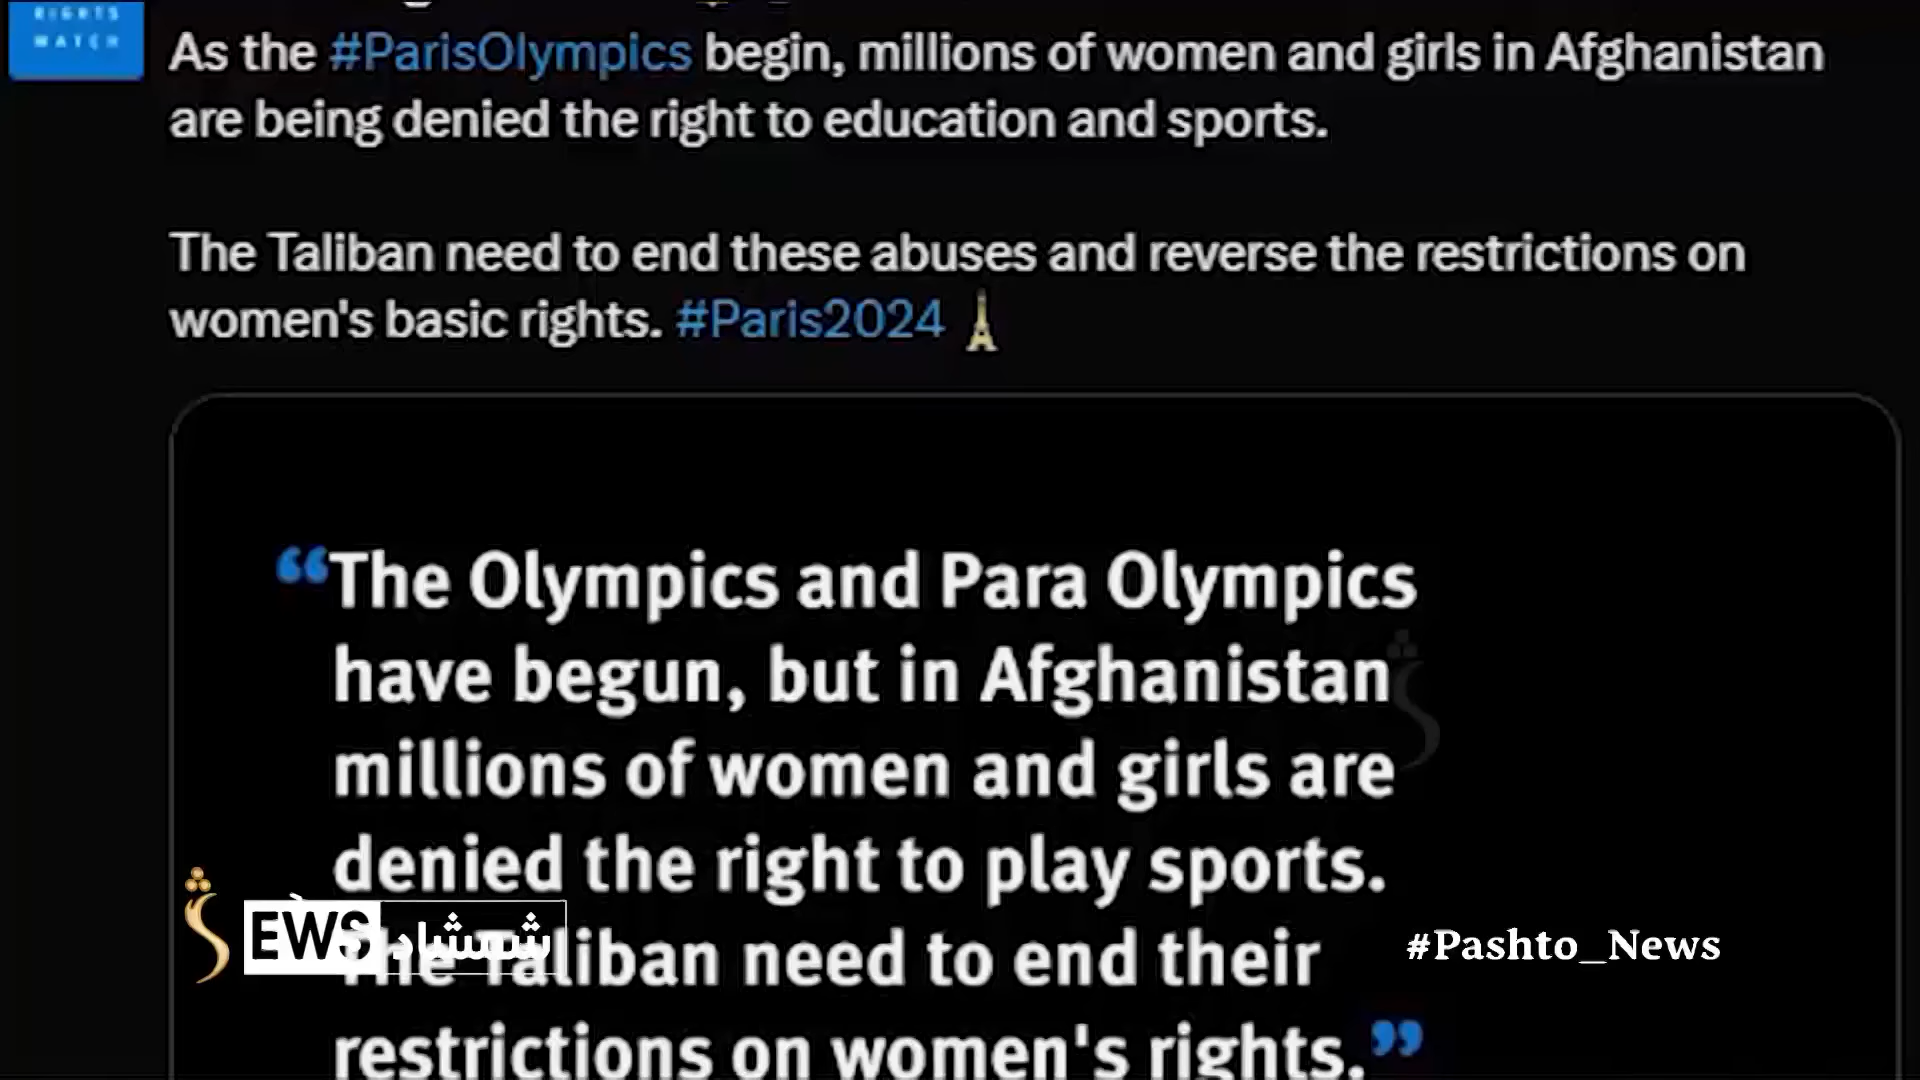 RIGHTS
WATCH
As the #ParisOlympics begin, millions of women and girls in Afghanistan
are being denied the right to education and sports.
The Taliban need to end these abuses and reverse the restrictions on
women's basic rights. #Paris2024
“The Olympics and Para Olympics
have begun, but in Afghanistan
millions of women and girls are
denied the right to play sports.
The Taliban need to end their
restrictions on women's rights.”
EWS شمشاد
#Pashto_News